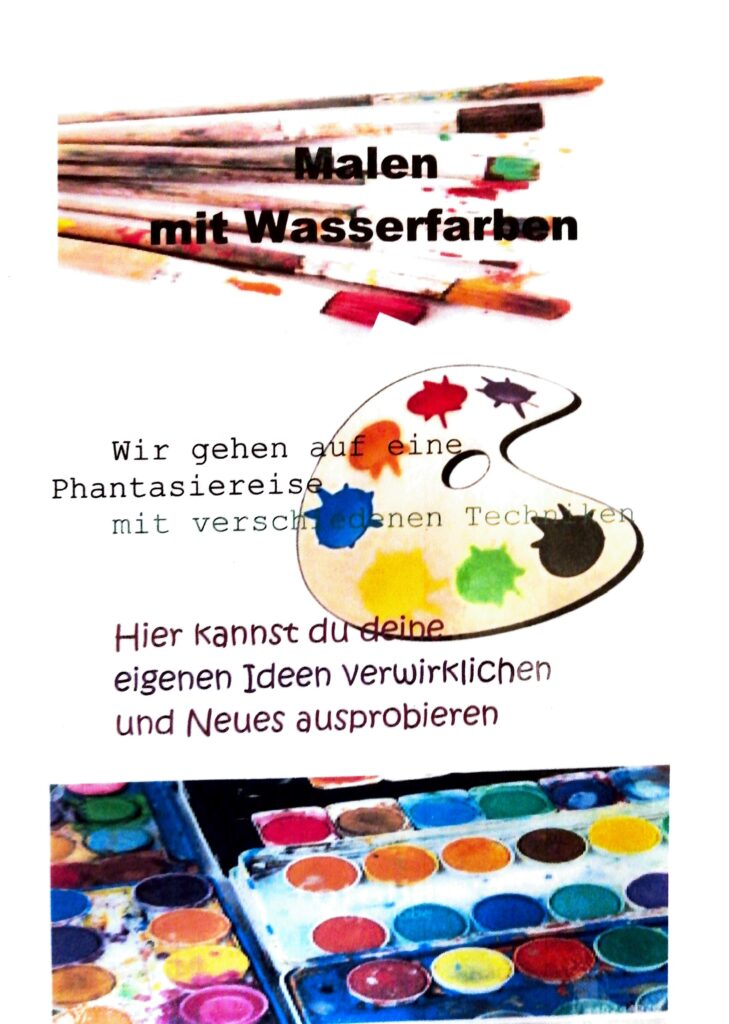 Malen
mit Wasserfarben
Wir gehen auf eine
Phantasiereise
mit verschiedenen Techniken
Hier kannst du deine
eigenen Ideen verwirklichen
und Neues ausprobieren